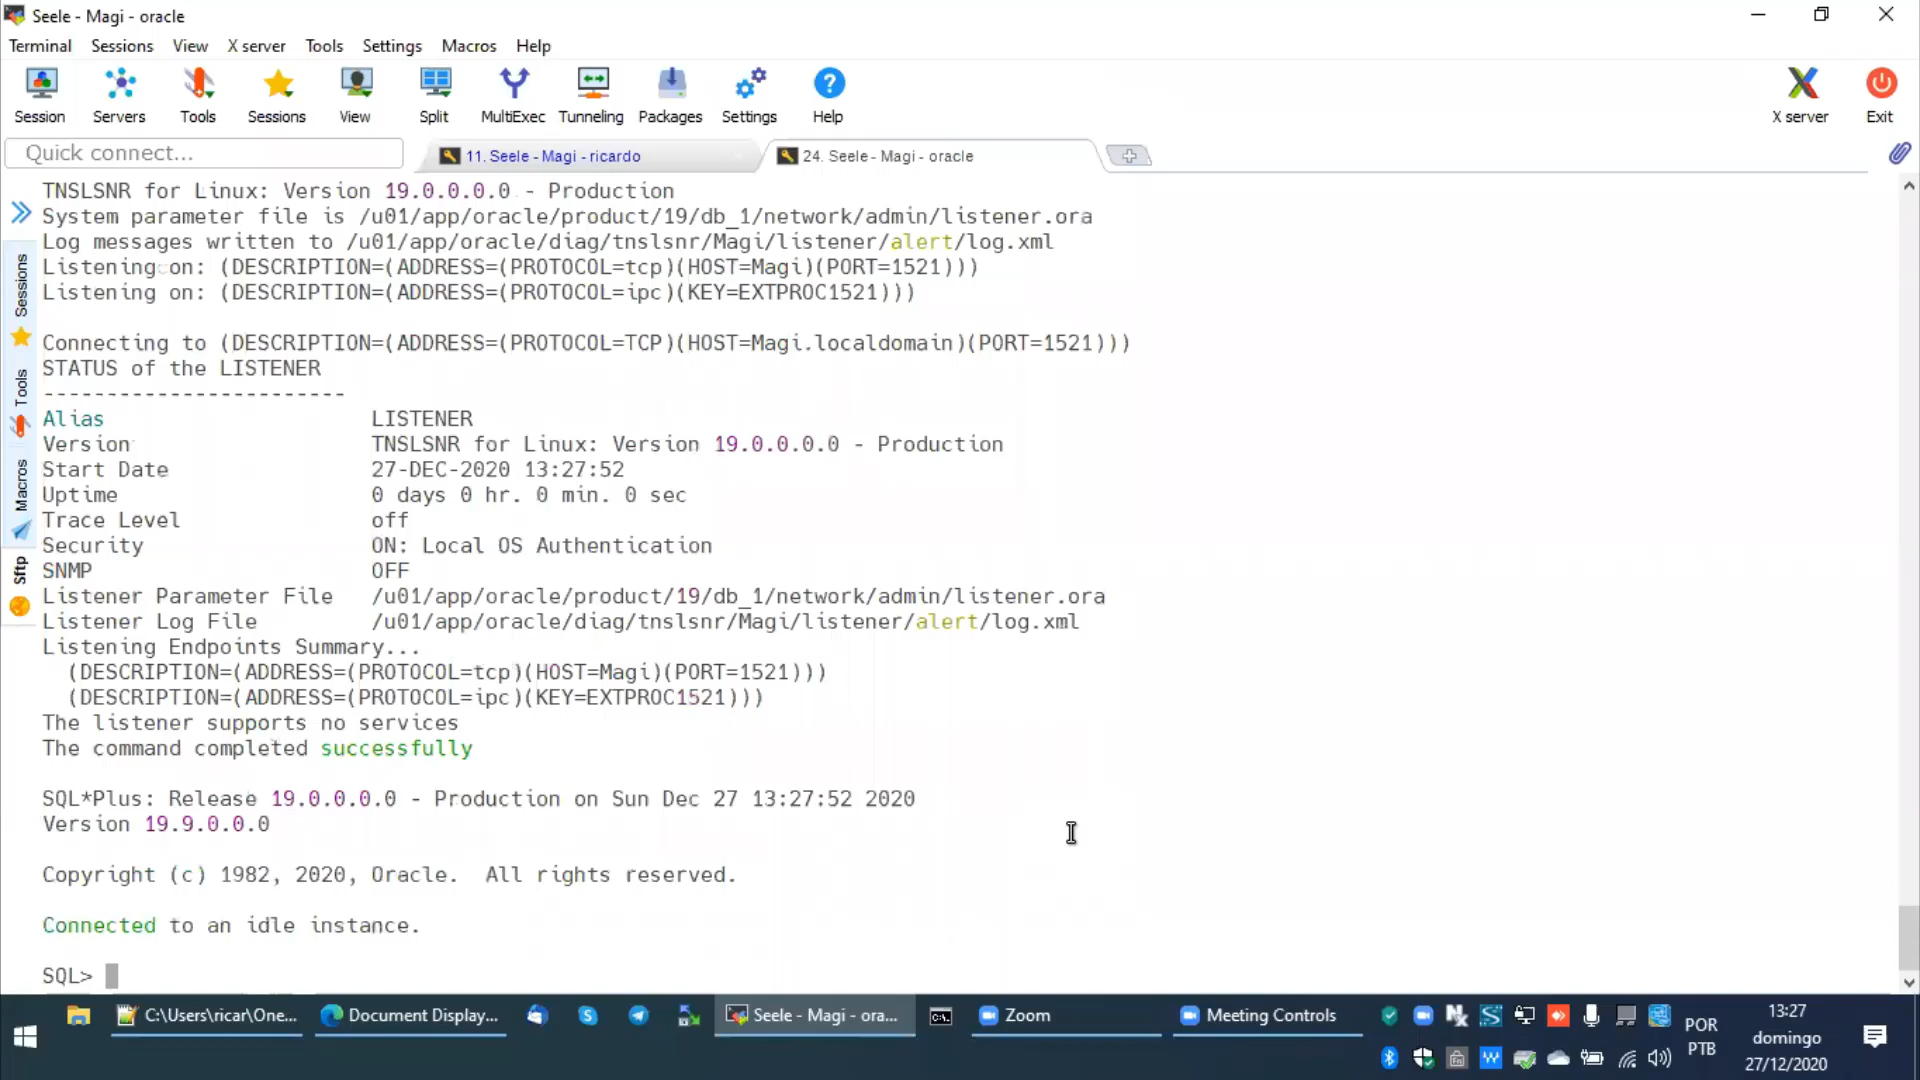 Seele - Magi - oracle
Terminal Sessions View X server Tools Settings Macros Help
Session Servers Tools Sessions View Split MultiExec Tunneling Packages Settings Help X server Exit
Quick connect...
11. Seele - Magi - ricardo
24. Seele - Magi - oracle
Sessions
Tools
Macros
Sftp
TNSLSNR for Linux: Version 19.0.0.0.0 - Production
System parameter file is /u01/app/oracle/product/19/db_1/network/admin/listener.ora
Log messages written to /u01/app/oracle/diag/tnslsnr/Magi/listener/alert/log.xml
Listening on: (DESCRIPTION=(ADDRESS=(PROTOCOL=tcp)(HOST=Magi)(PORT=1521)))
Listening on: (DESCRIPTION=(ADDRESS=(PROTOCOL=ipc)(KEY=EXTPROC1521)))
Connecting to (DESCRIPTION=(ADDRESS=(PROTOCOL=TCP)(HOST=Magi.localdomain)(PORT=1521)))
STATUS of the LISTENER
------------------------
Alias LISTENER
Version TNSLSNR for Linux: Version 19.0.0.0.0 - Production
Start Date 27-DEC-2020 13:27:52
Uptime 0 days 0 hr. 0 min. 0 sec
Trace Level off
Security ON: Local OS Authentication
SNMP OFF
Listener Parameter File /u01/app/oracle/product/19/db_1/network/admin/listener.ora
Listener Log File /u01/app/oracle/diag/tnslsnr/Magi/listener/alert/log.xml
Listening Endpoints Summary...
(DESCRIPTION=(ADDRESS=(PROTOCOL=tcp)(HOST=Magi)(PORT=1521)))
(DESCRIPTION=(ADDRESS=(PROTOCOL=ipc)(KEY=EXTPROC1521)))
The listener supports no services
The command completed successfully
SQL*Plus: Release 19.0.0.0.0 - Production on Sun Dec 27 13:27:52 2020
Version 19.9.0.0.0
Copyright (c) 1982, 2020, Oracle. All rights reserved.
Connected to an idle instance.
SQL>
C:\Users\ricar\One... Document Display... Seele - Magi - ora... Zoom Meeting Controls
POR
PTB
13:27
domingo
27/12/2020